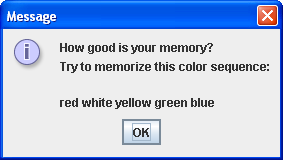 Message
How good is your memory?
Try to memorize this color sequence:
red white yellow green blue
OK